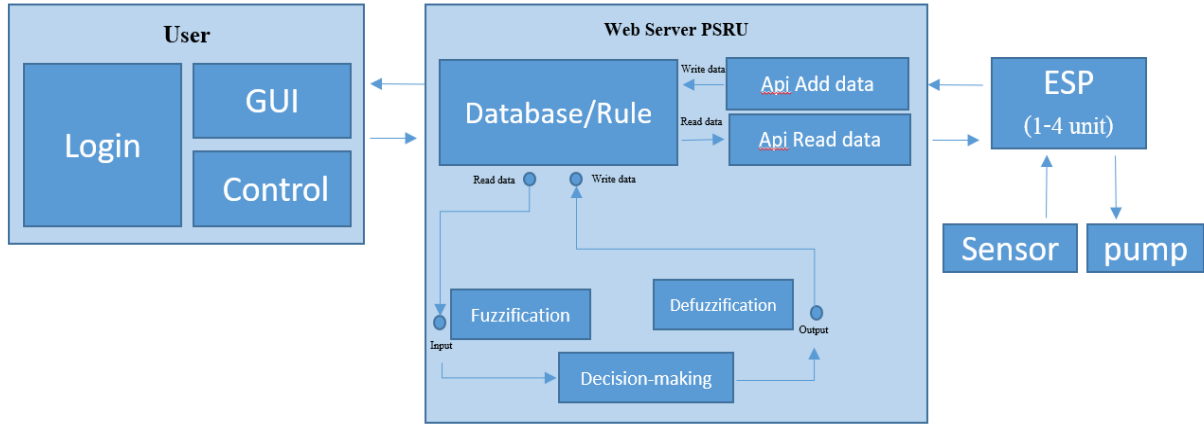 User
Login
GUI
Control
Web Server PSRU
Database/Rule
Write data
Api Add data
Read data
Api Read data
Read data
Write data
Fuzzification
Input
Decision-making
Defuzzification
Output
ESP
(1-4 unit)
Sensor
pump